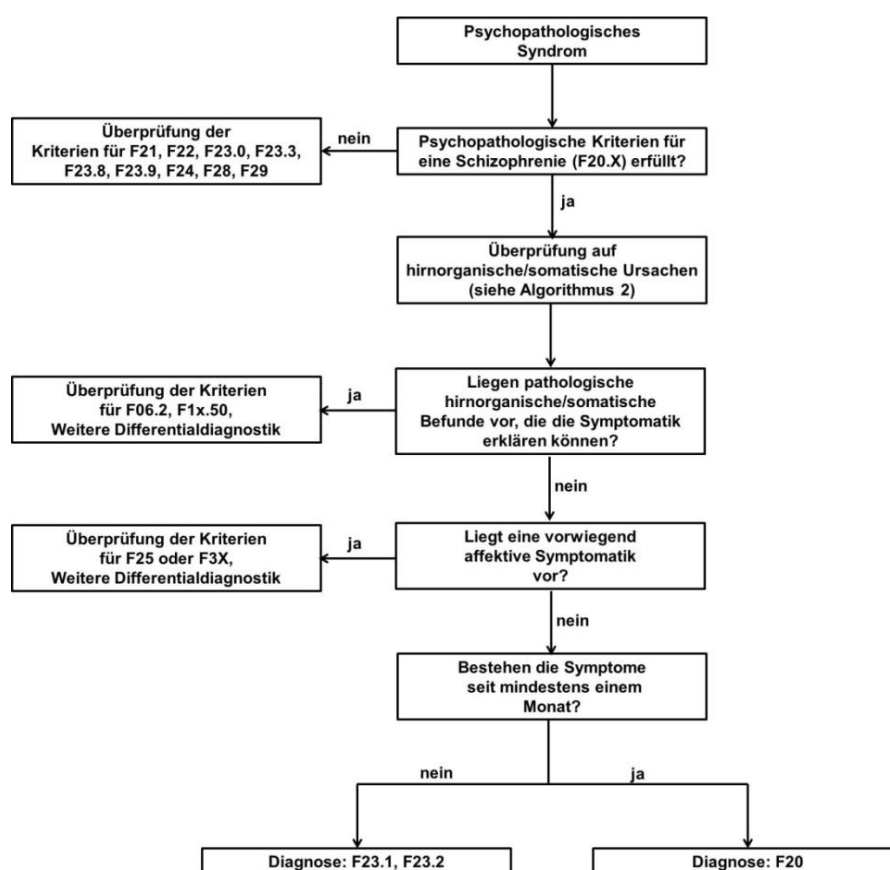 Psychopathologisches
Syndrom
Überprüfung der
Kriterien für F21, F22, F23.0, F23.3,
F23.8, F23.9, F24, F28, F29
nein
Psychopathologische Kriterien für
eine Schizophrenie (F20.X) erfüllt?
ja
Überprüfung auf
hirnorganische/somatische Ursachen
(siehe Algorithmus 2)
Überprüfung der Kriterien
für F06.2, F1x.50,
Weitere Differentialdiagnostik
ja
Liegen pathologische
hirnorganische/somatische
Befunde vor, die die Symptomatik
erklären können?
nein
Überprüfung der Kriterien
für F25 oder F3X,
Weitere Differentialdiagnostik
ja
Liegt eine vorwiegend
affektive Symptomatik
vor?
nein
Bestehen die Symptome
seit mindestens einem
Monat?
nein
ja
Diagnose: F23.1, F23.2
Diagnose: F20